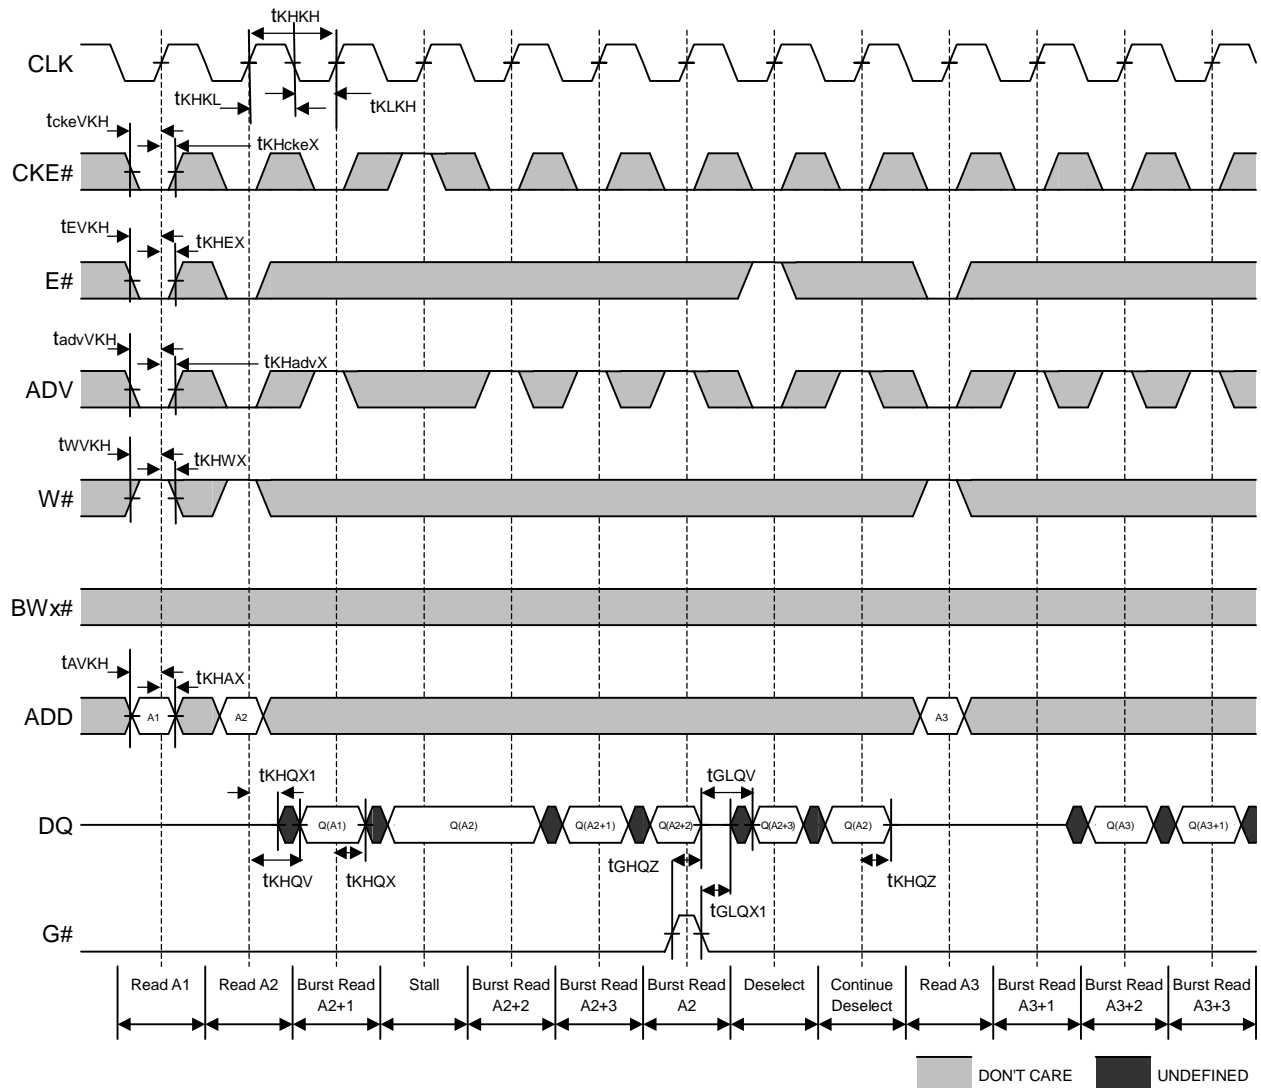 tKHKH
CLK
tKHKL
tKLKH
tckeVKH
tKHckeX
CKE#
tEVKH
tKHEX
E#
tadvVKH
tKHadvX
ADV
tWVKH
tKHWX
W#
BWx#
tAVKH
tKHAX
ADD
A1
A2
A3
tKHQX1
tGLQV
DQ
Q(A1)
Q(A2)
Q(A2+1)
Q(A2+2)
Q(A2+3)
Q(A2)
Q(A3)
Q(A3+1)
tKHQV
tKHQX
tGHQZ
tKHQZ
tGLQX1
G#
Read A1
Read A2
Burst Read
A2+1
Stall
Burst Read
A2+2
Burst Read
A2+3
Burst Read
A2
Deselect
Continue
Deselect
Read A3
Burst Read
A3+1
Burst Read
A3+2
Burst Read
A3+3
DON'T CARE
UNDEFINED